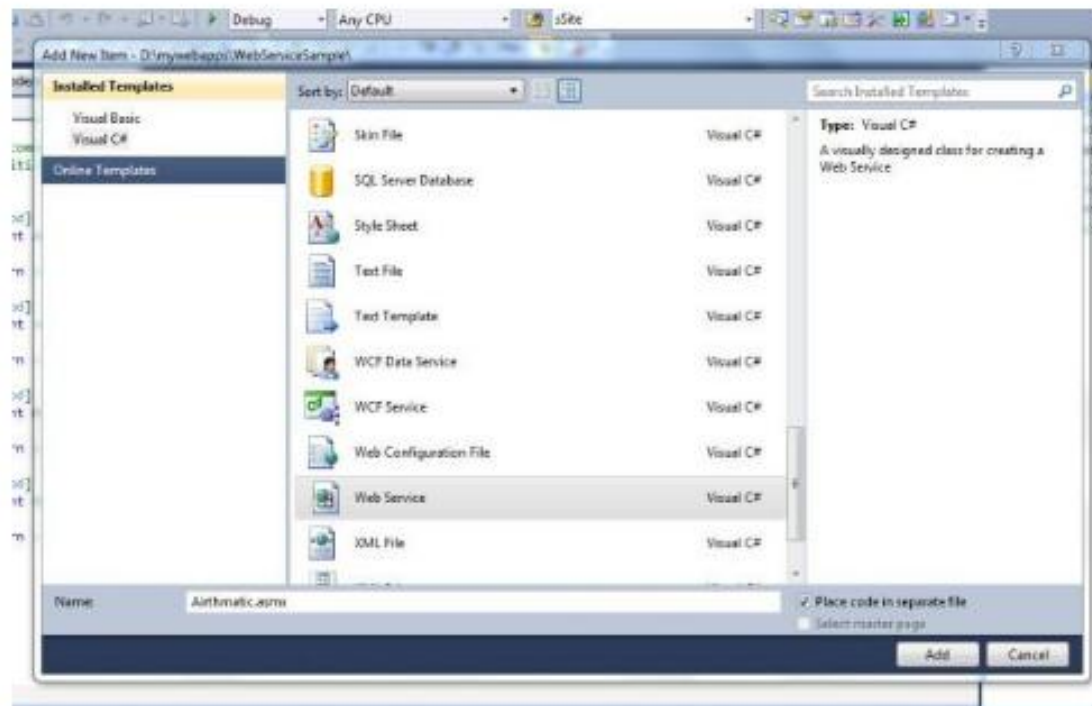 Debug
Any CPU
sSite
Add New Item - D:\mywebapps\WebServiceSample\
Installed Templates
Visual Basic
Visual C#
Online Templates
Sort by: Default
Search Installed Templates
Skin File Visual C#
SQL Server Database Visual C#
Style Sheet Visual C#
Text File Visual C#
Text Template Visual C#
WCF Data Service Visual C#
WCF Service Visual C#
Web Configuration File Visual C#
Web Service Visual C#
XML File Visual C#
Type: Visual C#
A visually designed class for creating a
Web Service
Name: Airthmatic.asmx
Place code in separate file
Select master page
Add
Cancel